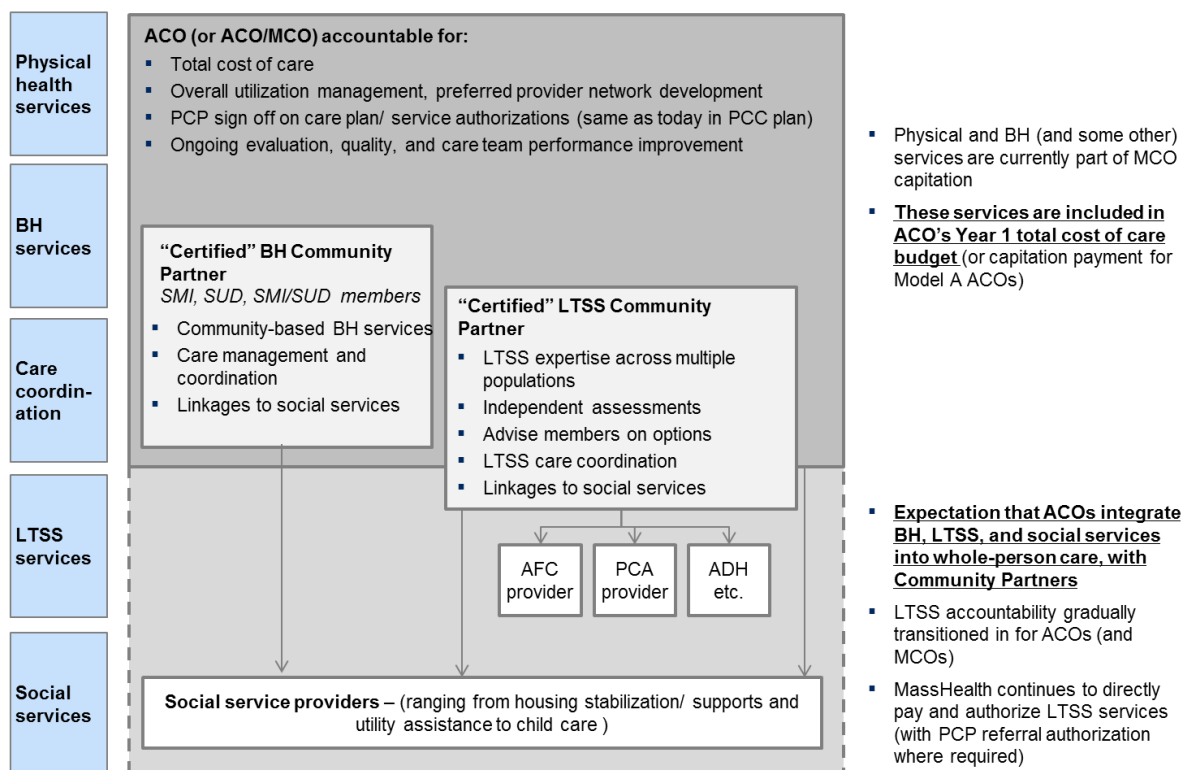 Physical
health
services
BH
services
Care
coordin-
ation
LTSS
services
Social
services
ACO (or ACO/MCO) accountable for:
▪ Total cost of care
▪ Overall utilization management, preferred provider network development
▪ PCP sign off on care plan/ service authorizations (same as today in PCC plan)
▪ Ongoing evaluation, quality, and care team performance improvement
“Certified” BH Community
Partner
SMI, SUD, SMI/SUD members
▪ Community-based BH services
▪ Care management and
coordination
▪ Linkages to social services
“Certified” LTSS Community
Partner
▪ LTSS expertise across multiple
populations
▪ Independent assessments
▪ Advise members on options
▪ LTSS care coordination
▪ Linkages to social services
AFC
provider
PCA
provider
ADH
etc.
Social service providers – (ranging from housing stabilization/ supports and
utility assistance to child care )
▪ Physical and BH (and some other)
services are currently part of MCO
capitation
▪ These services are included in
ACO’s Year 1 total cost of care
budget (or capitation payment for
Model A ACOs)
▪ Expectation that ACOs integrate
BH, LTSS, and social services
into whole-person care, with
Community Partners
▪ LTSS accountability gradually
transitioned in for ACOs (and
MCOs)
▪ MassHealth continues to directly
pay and authorize LTSS services
(with PCP referral authorization
where required)